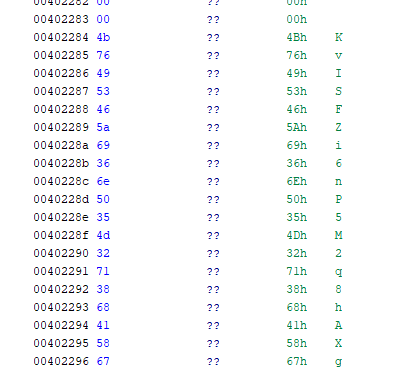 00402282 00 ?? 00h
00402283 00 ?? 00h
00402284 4b ?? 4Bh K
00402285 76 ?? 76h v
00402286 49 ?? 49h I
00402287 53 ?? 53h S
00402288 46 ?? 46h F
00402289 5a ?? 5Ah Z
0040228a 69 ?? 69h i
0040228b 36 ?? 36h 6
0040228c 6e ?? 6Eh n
0040228d 50 ?? 50h P
0040228e 35 ?? 35h 5
0040228f 4d ?? 4Dh M
00402290 32 ?? 32h 2
00402291 71 ?? 71h q
00402292 38 ?? 38h 8
00402293 68 ?? 68h h
00402294 41 ?? 41h A
00402295 58 ?? 58h X
00402296 67 ?? 67h g